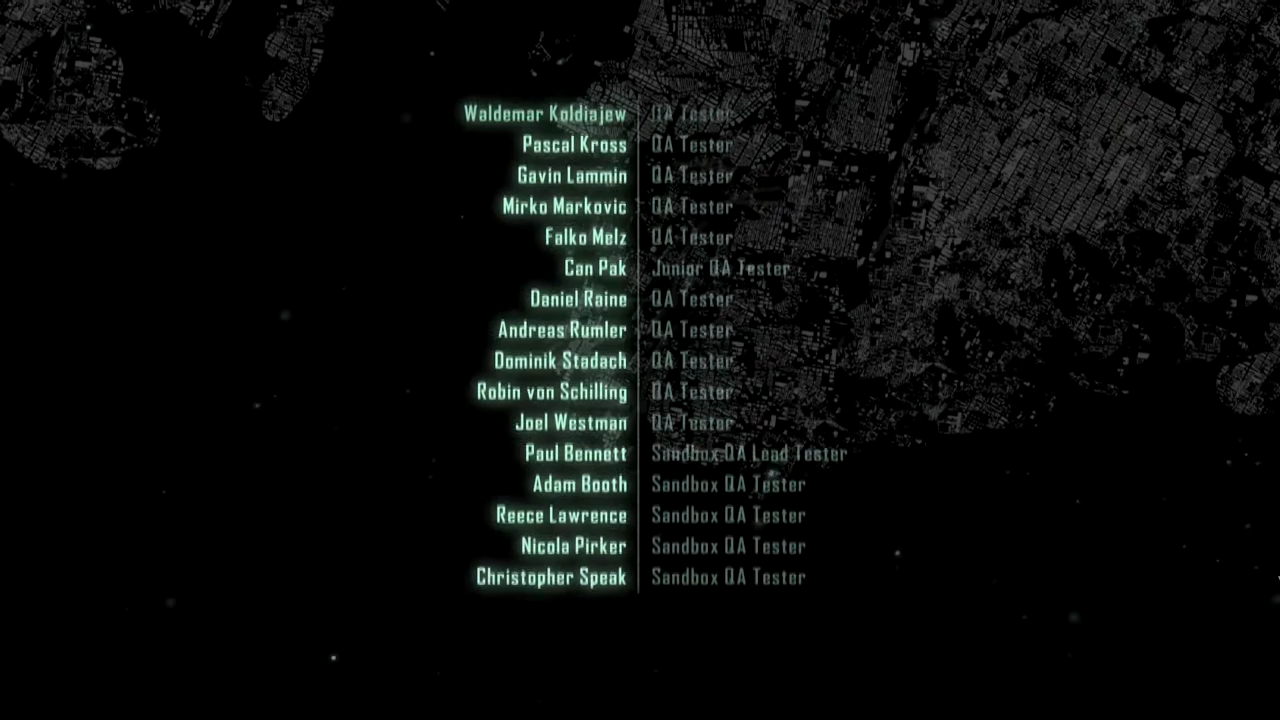 Waldemar Koldiajew QA Tester
Pascal Kross QA Tester
Gavin Lammin QA Tester
Mirko Markovic QA Tester
Falko Melz QA Tester
Can Pak Junior QA Tester
Daniel Raine QA Tester
Andreas Rumler QA Tester
Dominik Stadach QA Tester
Robin von Schilling QA Tester
Joel Westman QA Tester
Paul Bennett Sandbox QA Lead Tester
Adam Booth Sandbox QA Tester
Reece Lawrence Sandbox QA Tester
Nicola Pirker Sandbox QA Tester
Christopher Speak Sandbox QA Tester